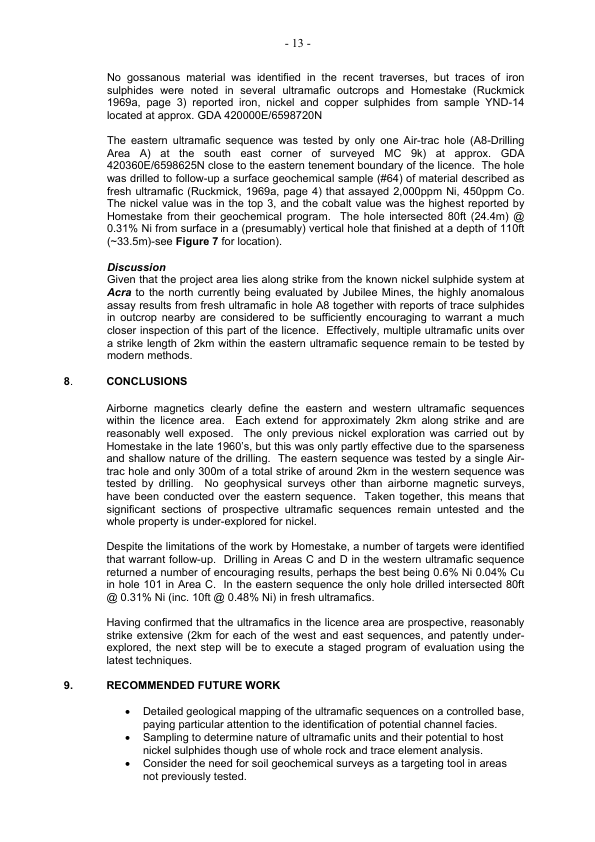 - 13 -
No gossanous material was identified in the recent traverses, but traces of iron
sulphides were noted in several ultramafic outcrops and Homestake (Ruckmick
1969a, page 3) reported iron, nickel and copper sulphides from sample YND-14
located at approx. GDA 420000E/6598720N
The eastern ultramafic sequence was tested by only one Air-trac hole (A8-Drilling
Area A) at the south east corner of surveyed MC 9k) at approx. GDA
420360E/6598625N close to the eastern tenement boundary of the licence. The hole
was drilled to follow-up a surface geochemical sample (#64) of material described as
fresh ultramafic (Ruckmick, 1969a, page 4) that assayed 2,000ppm Ni, 450ppm Co.
The nickel value was in the top 3, and the cobalt value was the highest reported by
Homestake from their geochemical program. The hole intersected 80ft (24.4m) @
0.31% Ni from surface in a (presumably) vertical hole that finished at a depth of 110ft
(~33.5m)-see Figure 7 for location).
Discussion
Given that the project area lies along strike from the known nickel sulphide system at
Acra to the north currently being evaluated by Jubilee Mines, the highly anomalous
assay results from fresh ultramafic in hole A8 together with reports of trace sulphides
in outcrop nearby are considered to be sufficiently encouraging to warrant a much
closer inspection of this part of the licence. Effectively, multiple ultramafic units over
a strike length of 2km within the eastern ultramafic sequence remain to be tested by
modern methods.
8. CONCLUSIONS
Airborne magnetics clearly define the eastern and western ultramafic sequences
within the licence area. Each extend for approximately 2km along strike and are
reasonably well exposed. The only previous nickel exploration was carried out by
Homestake in the late 1960's, but this was only partly effective due to the sparseness
and shallow nature of the drilling. The eastern sequence was tested by a single Air-
trac hole and only 300m of a total strike of around 2km in the western sequence was
tested by drilling. No geophysical surveys other than airborne magnetic surveys,
have been conducted over the eastern sequence. Taken together, this means that
significant sections of prospective ultramafic sequences remain untested and the
whole property is under-explored for nickel.
Despite the limitations of the work by Homestake, a number of targets were identified
that warrant follow-up. Drilling in Areas C and D in the western ultramafic sequence
returned a number of encouraging results, perhaps the best being 0.6% Ni 0.04% Cu
in hole 101 in Area C. In the eastern sequence the only hole drilled intersected 80ft
@ 0.31% Ni (inc. 10ft @ 0.48% Ni) in fresh ultramafics.
Having confirmed that the ultramafics in the licence area are prospective, reasonably
strike extensive (2km for each of the west and east sequences, and patently under-
explored, the next step will be to execute a staged program of evaluation using the
latest techniques.
9. RECOMMENDED FUTURE WORK
• Detailed geological mapping of the ultramafic sequences on a controlled base,
paying particular attention to the identification of potential channel facies.
• Sampling to determine nature of ultramafic units and their potential to host
nickel sulphides though use of whole rock and trace element analysis.
• Consider the need for soil geochemical surveys as a targeting tool in areas
not previously tested.